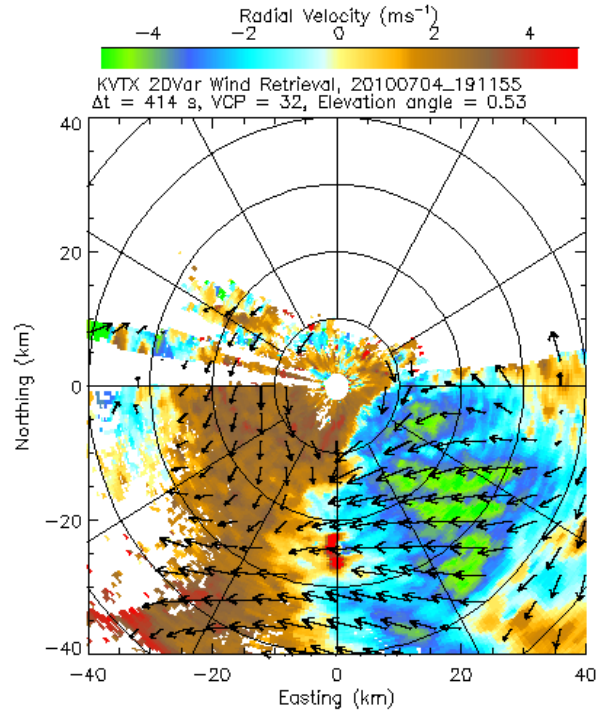 Radial Velocity (ms⁻¹)
−4 −2 0 2 4
KVTX 2DVar Wind Retrieval, 20100704_191155
Δt = 414 s, VCP = 32, Elevation angle = 0.53
40
20
0
−20
−40
Northing (km)
−40 −20 0 20 40
Easting (km)